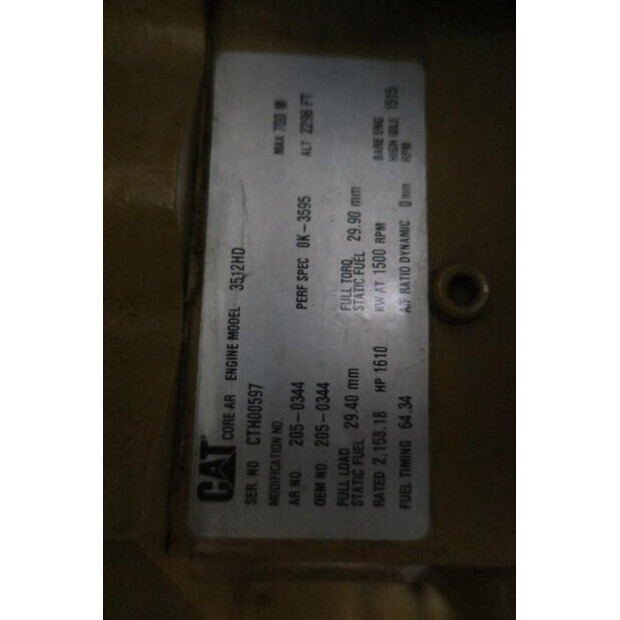 CAT CORE AR ENGINE MODEL 3512HD
SER. NO CTH00597
MODIFICATION NO. MAX 700 M
AR NO. 205-0344 PERF SPEC 0K-3595 ALT 2296 FT
OEM NO. 205-0344
FULL LOAD FULL TORQ
STATIC FUEL 29.40 mm STATIC FUEL 29.90 mm BARE ENG
RATED 2,158.18 HP 1610 KW AT 1500 RPM HIGH IDLE 1515
FUEL TIMING 64.34 A/F RATIO DYNAMIC 0 mm RPM